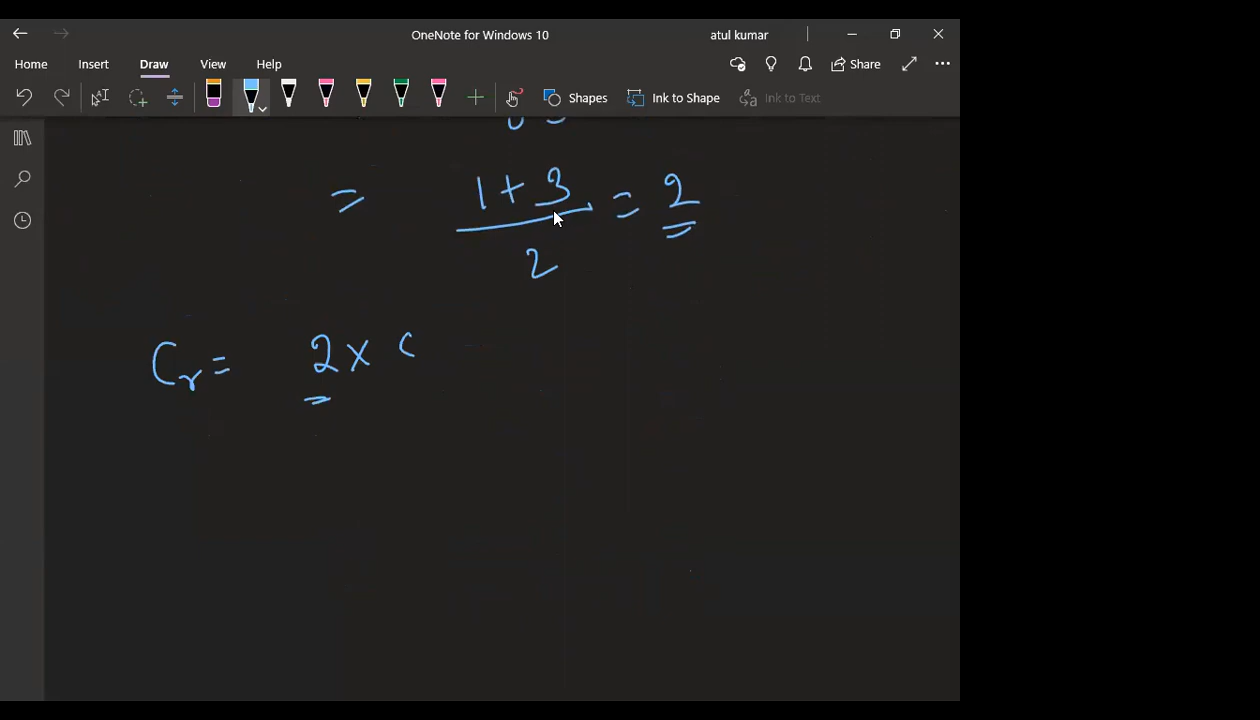 OneNote for Windows 10 atul kumar
Home Insert Draw View Help Share
Shapes Ink to Shape Ink to Text
= 1 + 3 = 2
2
Cr = 2 x c